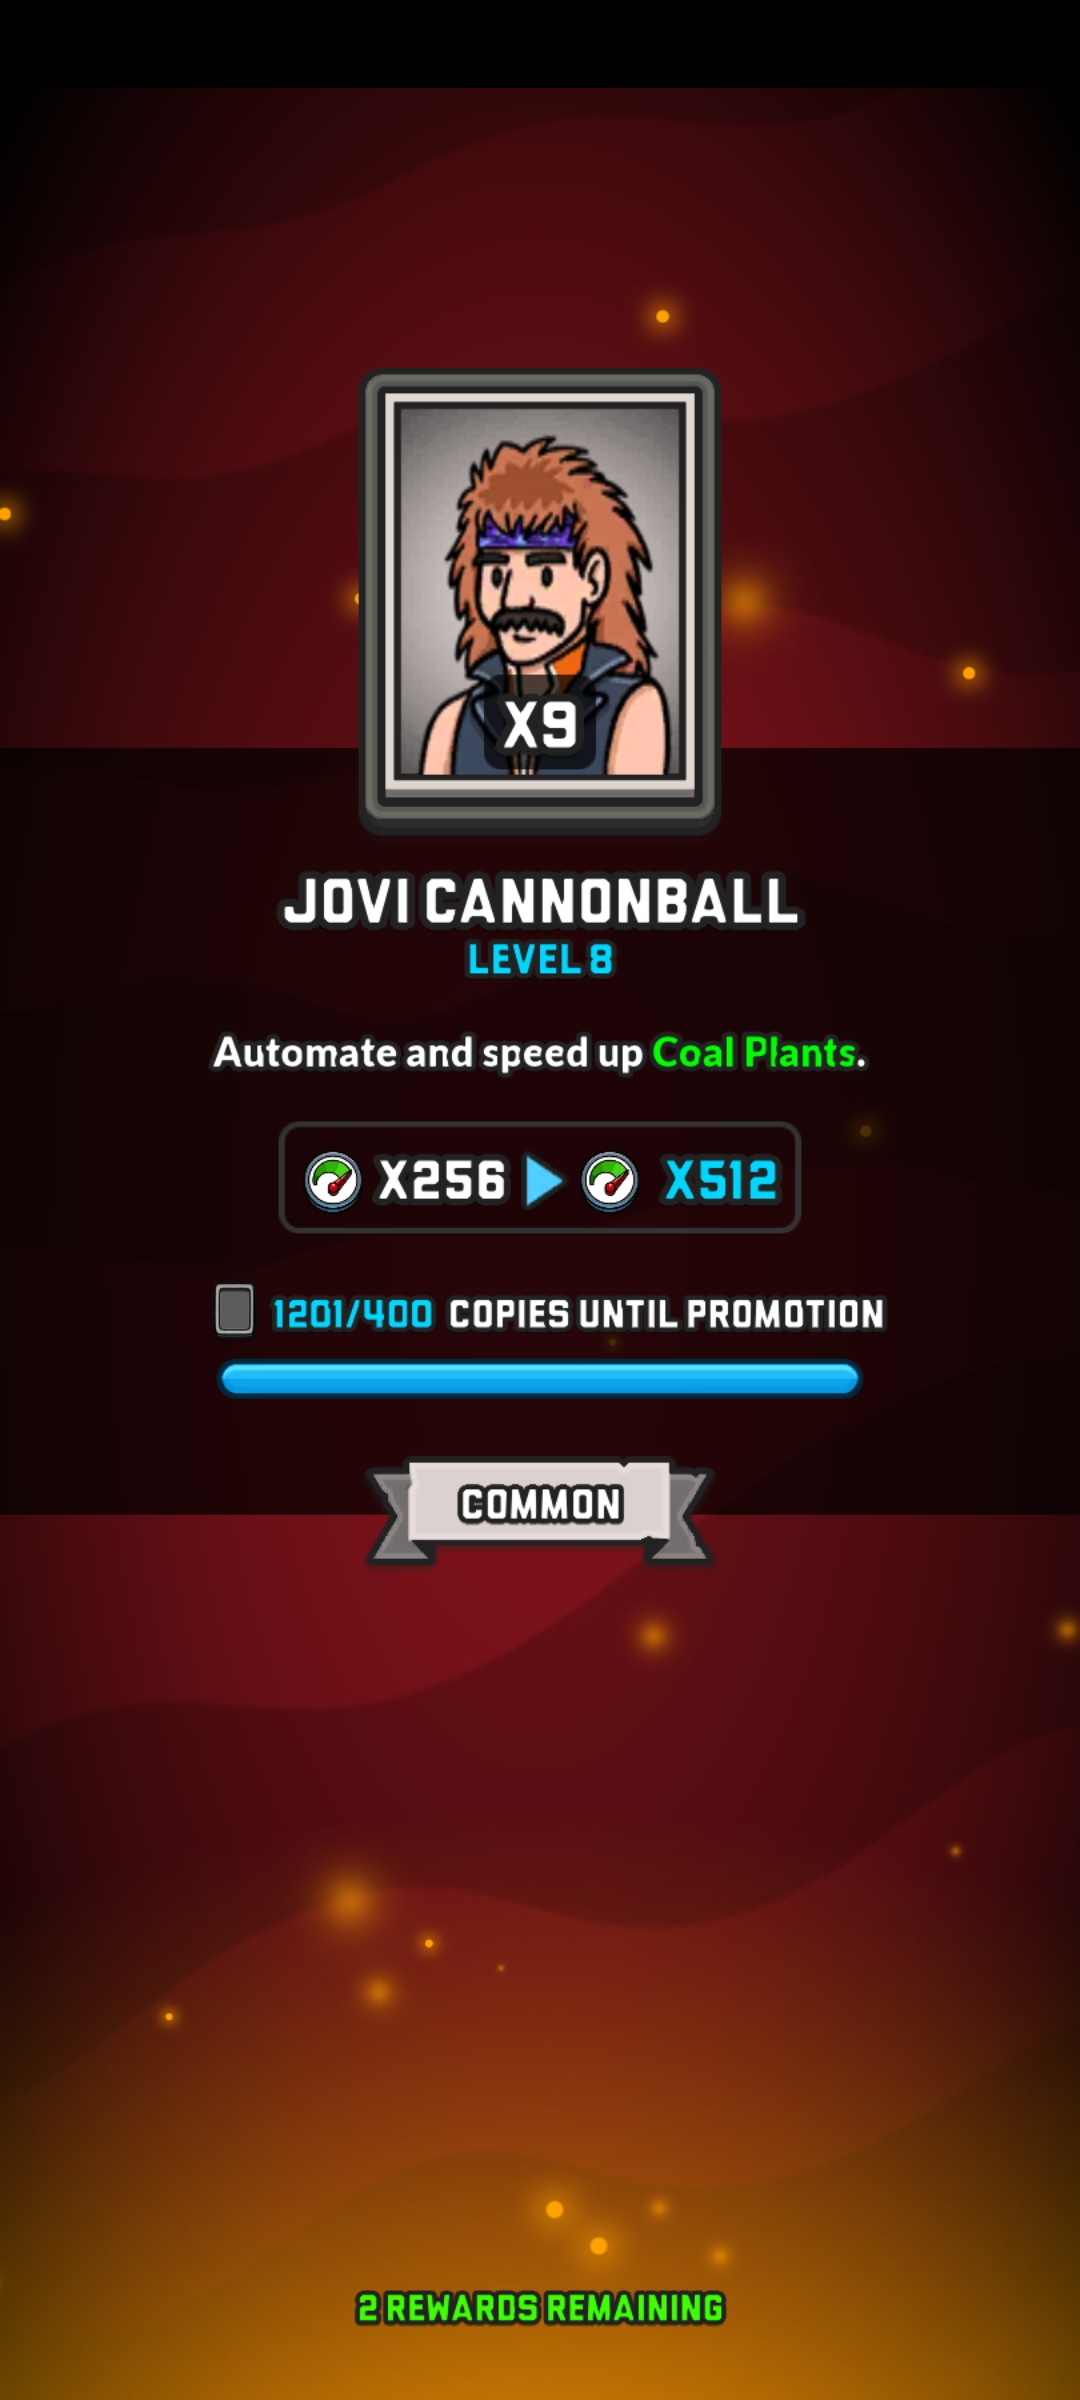 X9
JOVI CANNONBALL
LEVEL 8
Automate and speed up Coal Plants.
X256 X512
1201/400 COPIES UNTIL PROMOTION
COMMON
2 REWARDS REMAINING